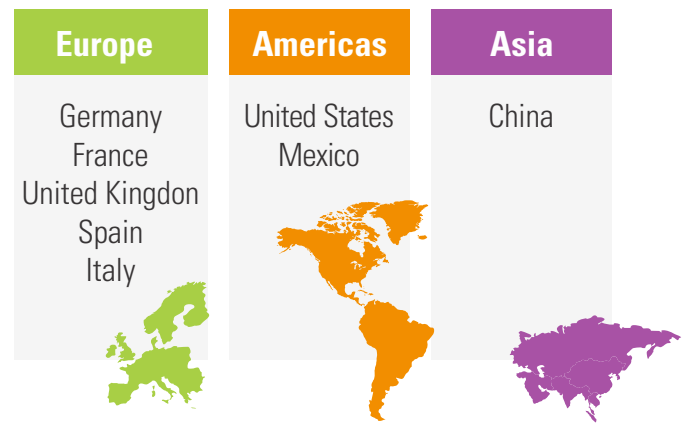 Europe
Germany
France
United Kingdon
Spain
Italy
Americas
United States
Mexico
Asia
China